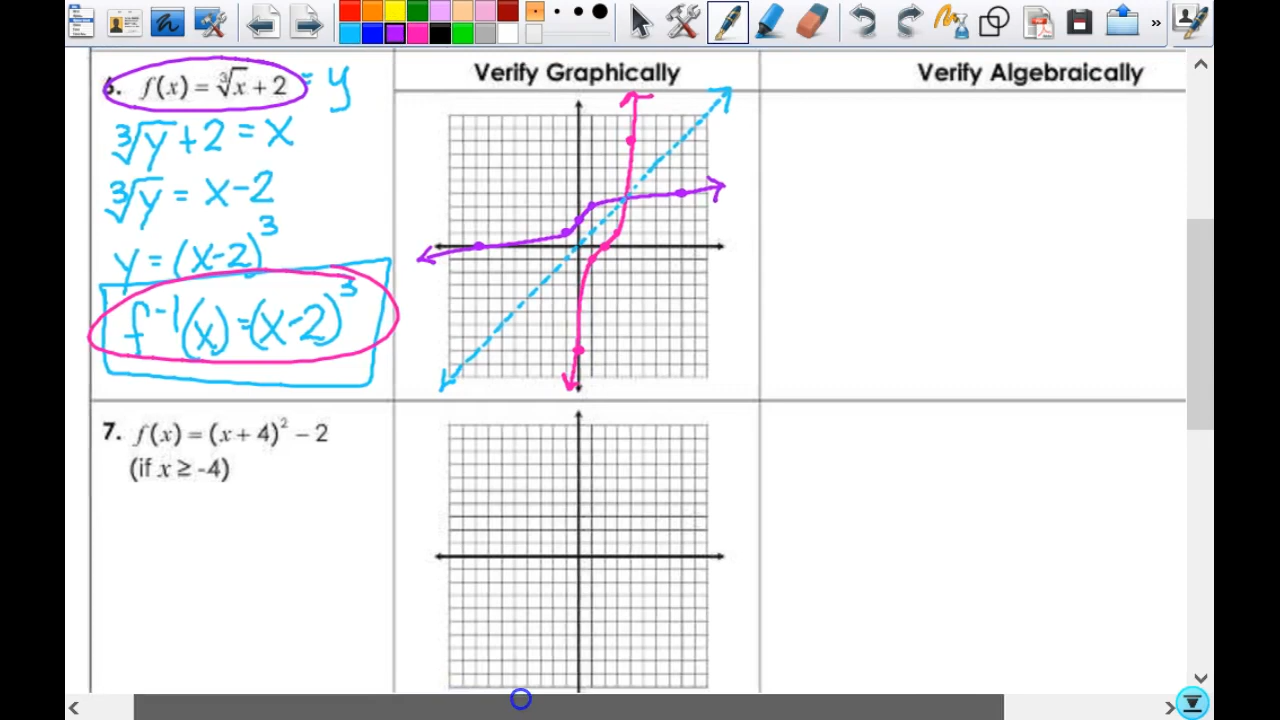 Verify Graphically
Verify Algebraically
6. f(x) = ∛x + 2 = y
∛y + 2 = x
∛y = x-2
y = (x-2)³
f⁻¹(x) = (x-2)³
7. f(x) = (x + 4)² − 2
(if x ≥ -4)